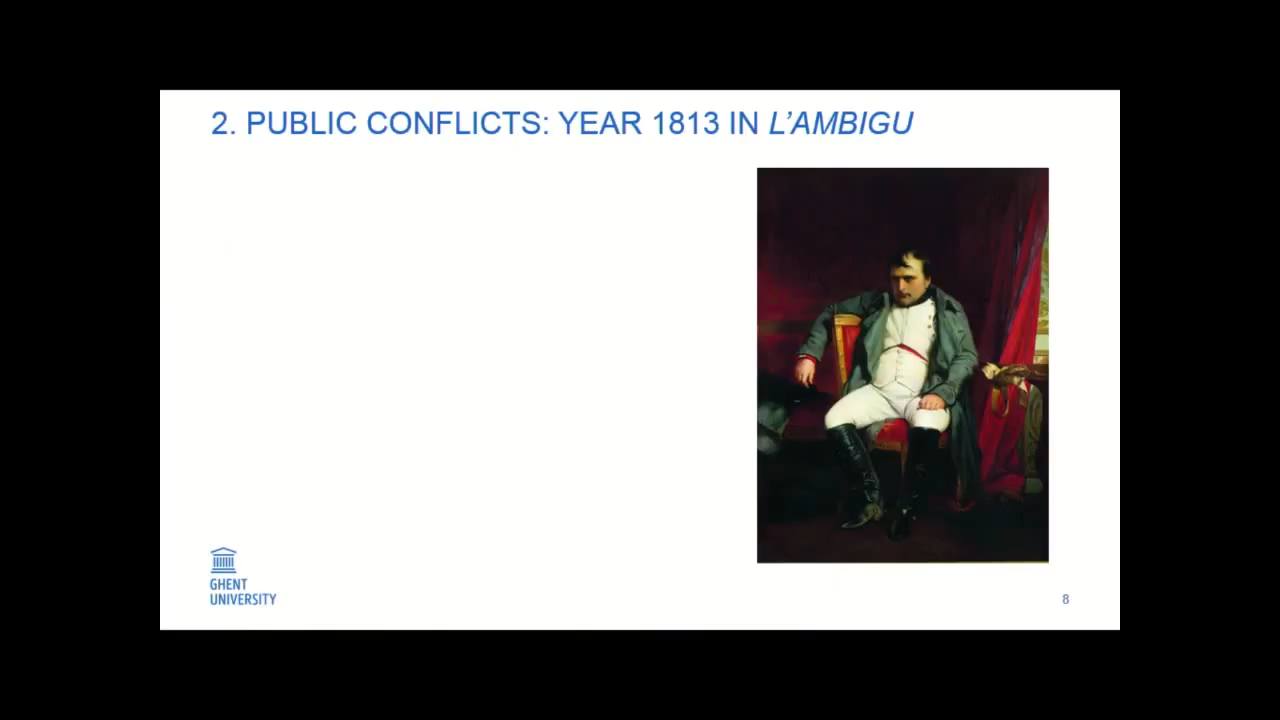 2. PUBLIC CONFLICTS: YEAR 1813 IN L’AMBIGU
GHENT
UNIVERSITY
8